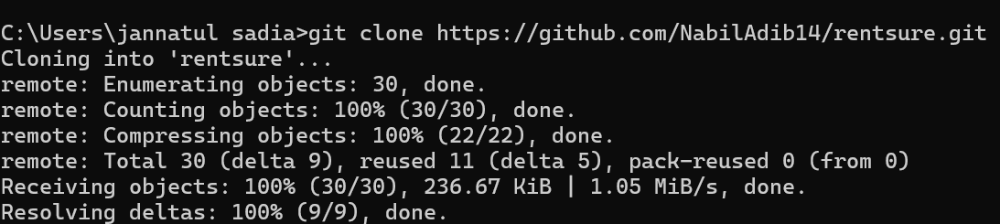 C:\Users\jannatul sadia>git clone https://github.com/NabilAdib14/rentsure.git
Cloning into 'rentsure'...
remote: Enumerating objects: 30, done.
remote: Counting objects: 100% (30/30), done.
remote: Compressing objects: 100% (22/22), done.
remote: Total 30 (delta 9), reused 11 (delta 5), pack-reused 0 (from 0)
Receiving objects: 100% (30/30), 236.67 KiB | 1.05 MiB/s, done.
Resolving deltas: 100% (9/9), done.